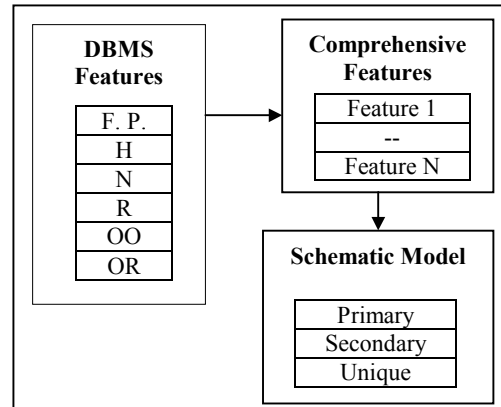 DBMS
Features
F. P.
H
N
R
OO
OR
Comprehensive
Features
Feature 1
--
Feature N
Schematic Model
Primary
Secondary
Unique